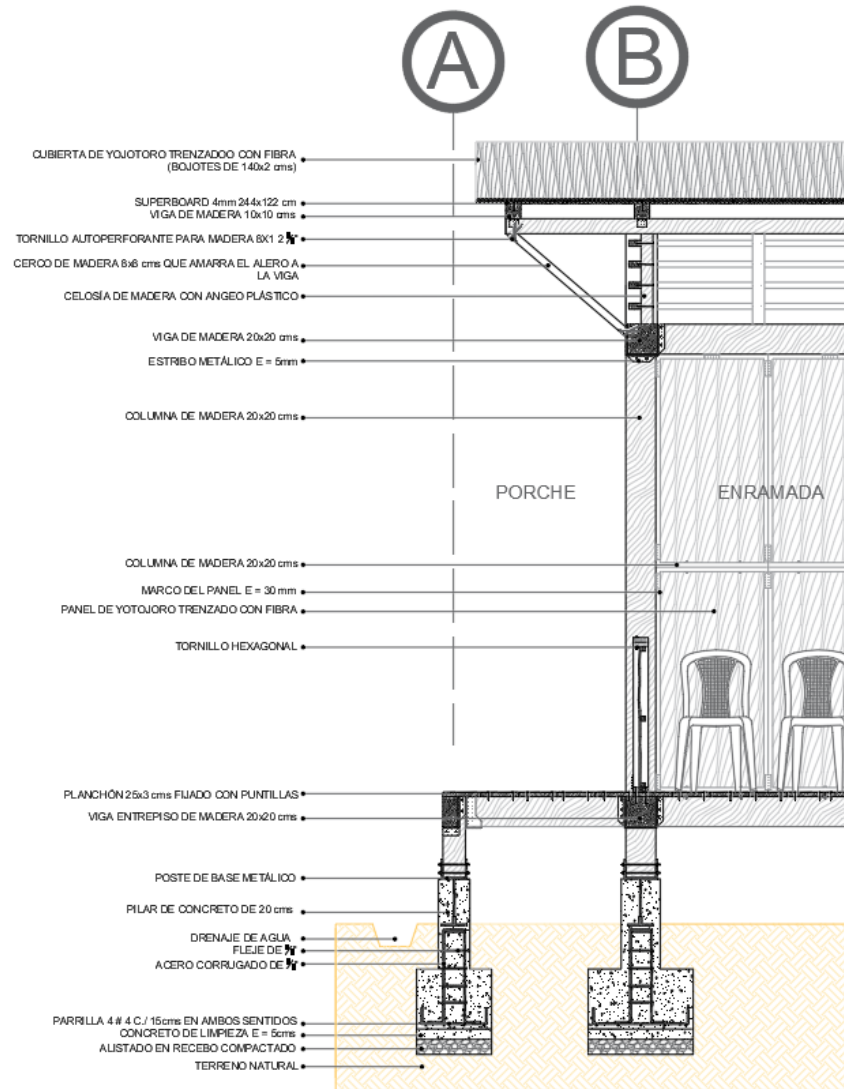 A
B
CUBIERTA DE YOJOTORO TRENZADOO CON FIBRA
(BOJOTES DE 140x2 cms)
SUPERBOARD 4mm 244x122 cm
VIGA DE MADERA 10x10 cms
TORNILLO AUTOPERFORANTE PARA MADERA 8X1 2
CERCO DE MADERA 8x8 cms QUE AMARRA EL ALERO A
LA VIGA
CELOSÍA DE MADERA CON ANGEO PLÁSTICO
VIGA DE MADERA 20x20 cms
ESTRIBO METÁLICO E = 5mm
COLUMNA DE MADERA 20x20 cms
PORCHE
ENRAMADA
COLUMNA DE MADERA 20x20 cms
MARCO DEL PANEL E = 30 mm
PANEL DE YOTOJORO TRENZADO CON FIBRA
TORNILLO HEXAGONAL
PLANCHÓN 25x3 cms FIJADO CON PUNTILLAS
VIGA ENTREPISO DE MADERA 20x20 cms
POSTE DE BASE METÁLICO
PILAR DE CONCRETO DE 20 cms
DRENAJE DE AGUA
FLEJE DE
ACERO CORRUGADO DE
PARRILLA 4 # 4 C./ 15cms EN AMBOS SENTIDOS
CONCRETO DE LIMPIEZA E = 5cms
ALISTADO EN RECEBO COMPACTADO
TERRENO NATURAL